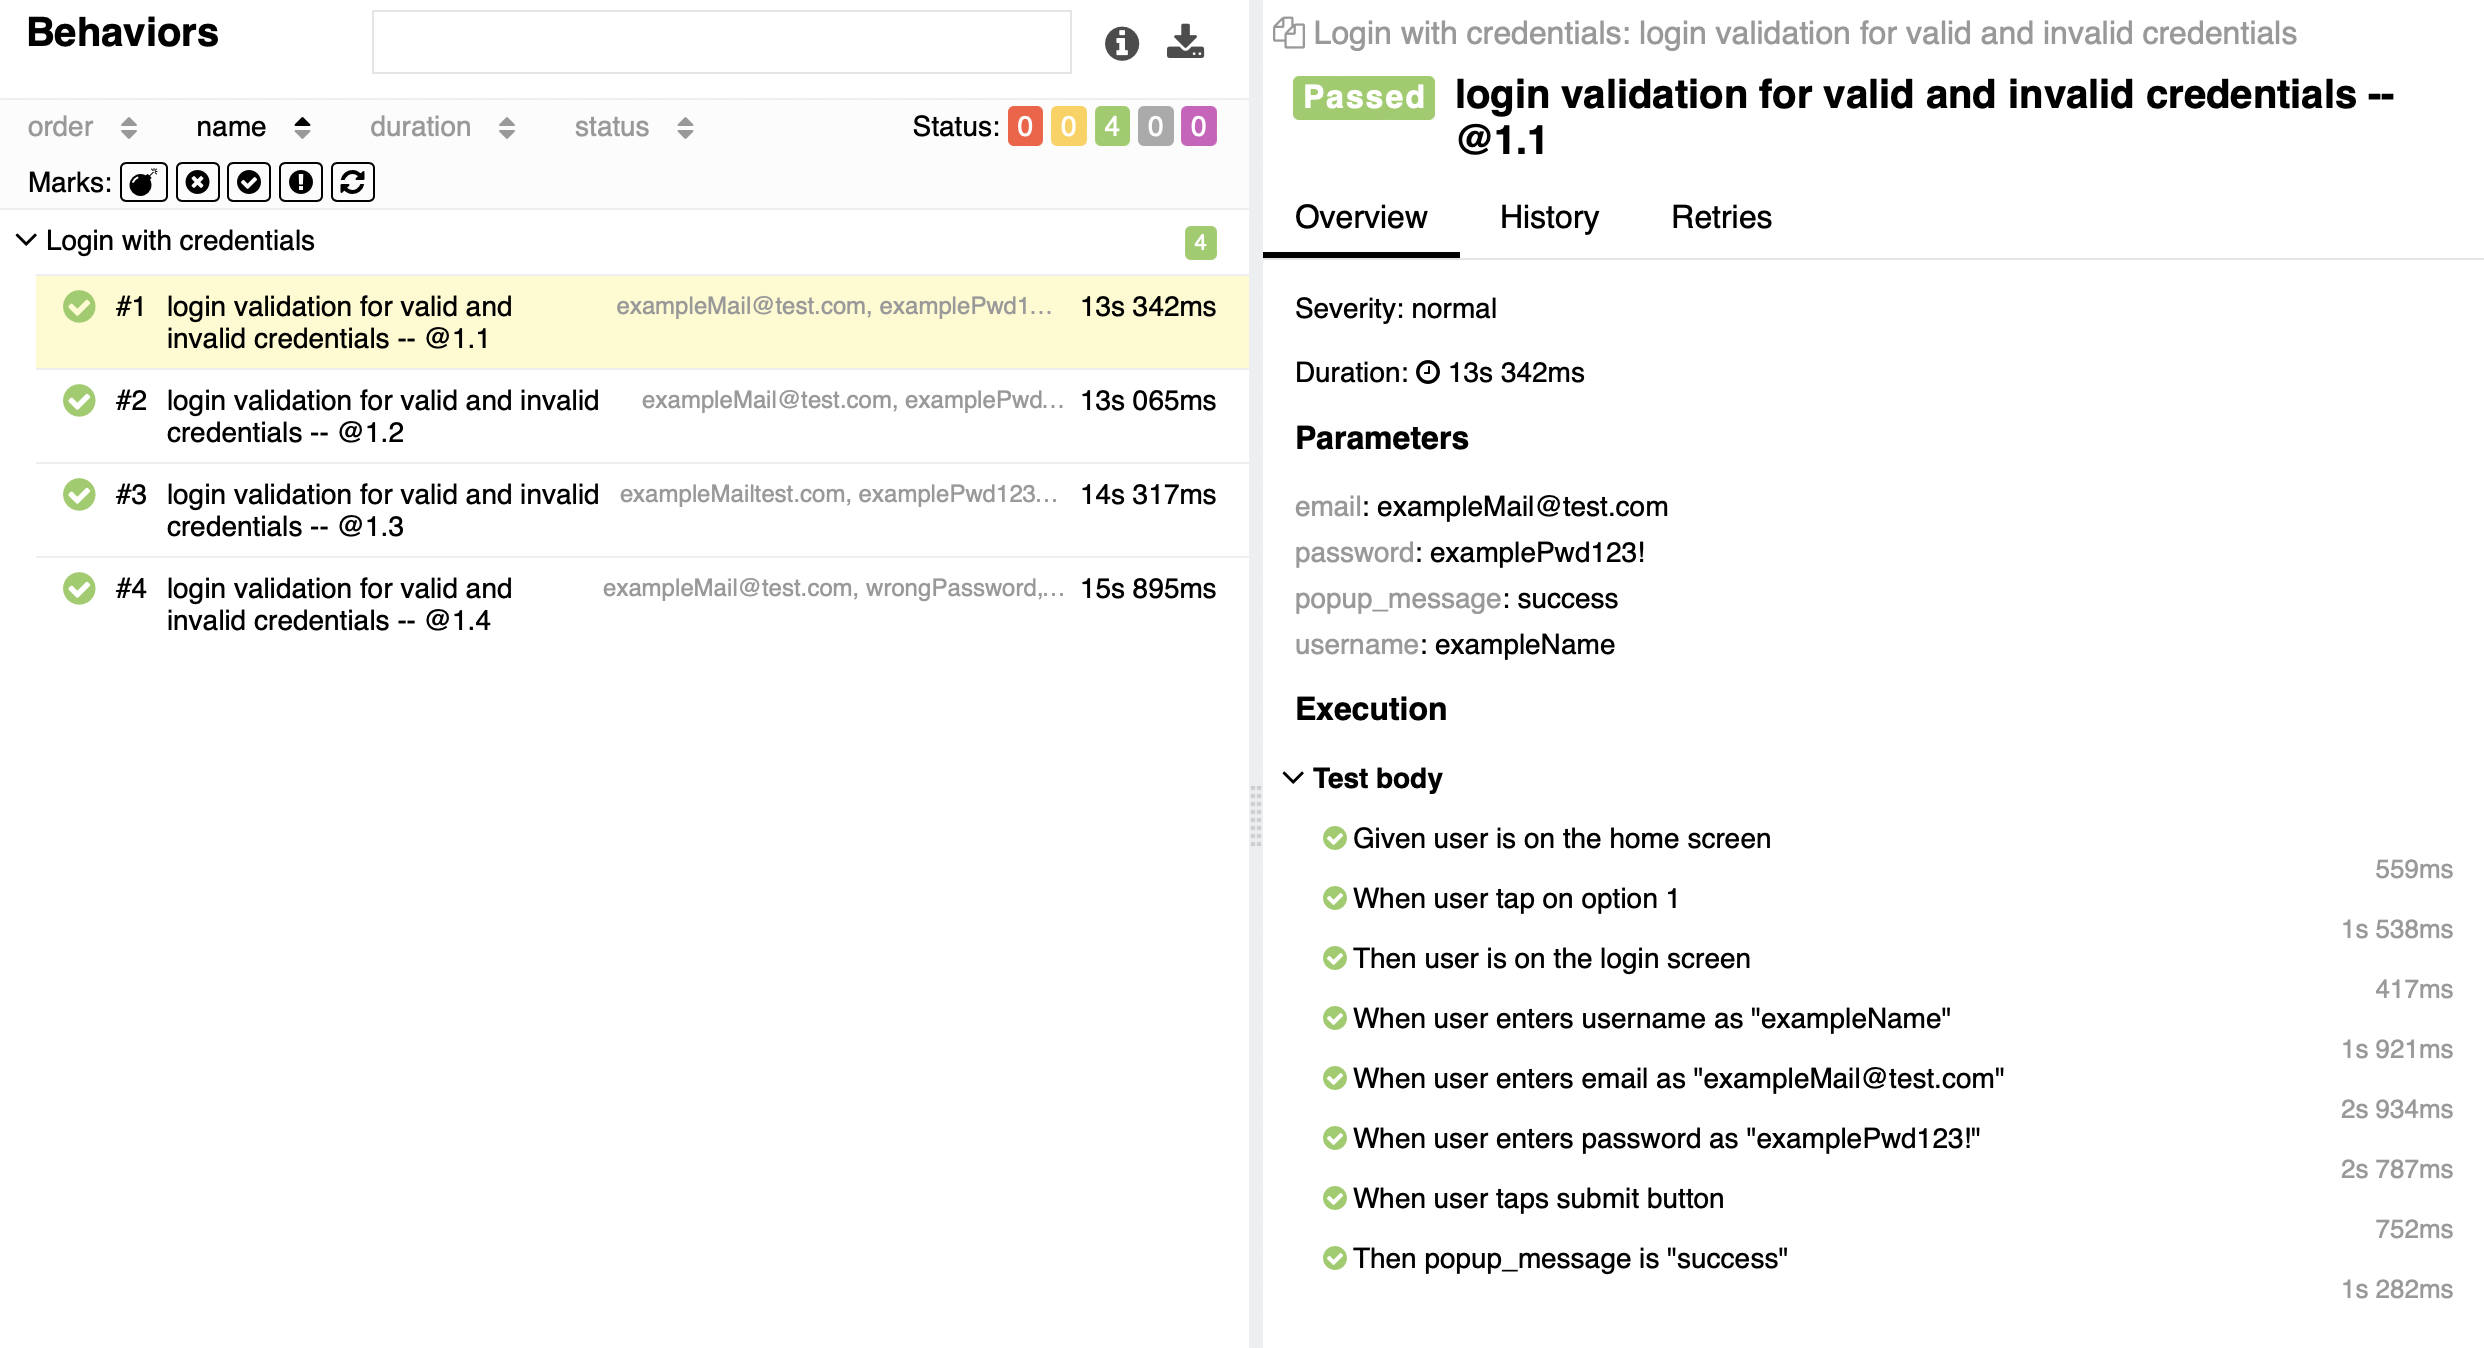 Behaviors
order name duration status Status: 0 0 4 0 0
Marks:
Login with credentials 4
#1 login validation for valid and exampleMail@test.com, examplePwd1... 13s 342ms
invalid credentials -- @1.1
#2 login validation for valid and invalid exampleMail@test.com, examplePwd... 13s 065ms
credentials -- @1.2
#3 login validation for valid and invalid exampleMailtest.com, examplePwd123... 14s 317ms
credentials -- @1.3
#4 login validation for valid and exampleMail@test.com, wrongPassword,... 15s 895ms
invalid credentials -- @1.4
Login with credentials: login validation for valid and invalid credentials
Passed login validation for valid and invalid credentials --
@1.1
Overview History Retries
Severity: normal
Duration: 13s 342ms
Parameters
email: exampleMail@test.com
password: examplePwd123!
popup_message: success
username: exampleName
Execution
Test body
Given user is on the home screen
559ms
When user tap on option 1
1s 538ms
Then user is on the login screen
417ms
When user enters username as "exampleName"
1s 921ms
When user enters email as "exampleMail@test.com"
2s 934ms
When user enters password as "examplePwd123!"
2s 787ms
When user taps submit button
752ms
Then popup_message is "success"
1s 282ms